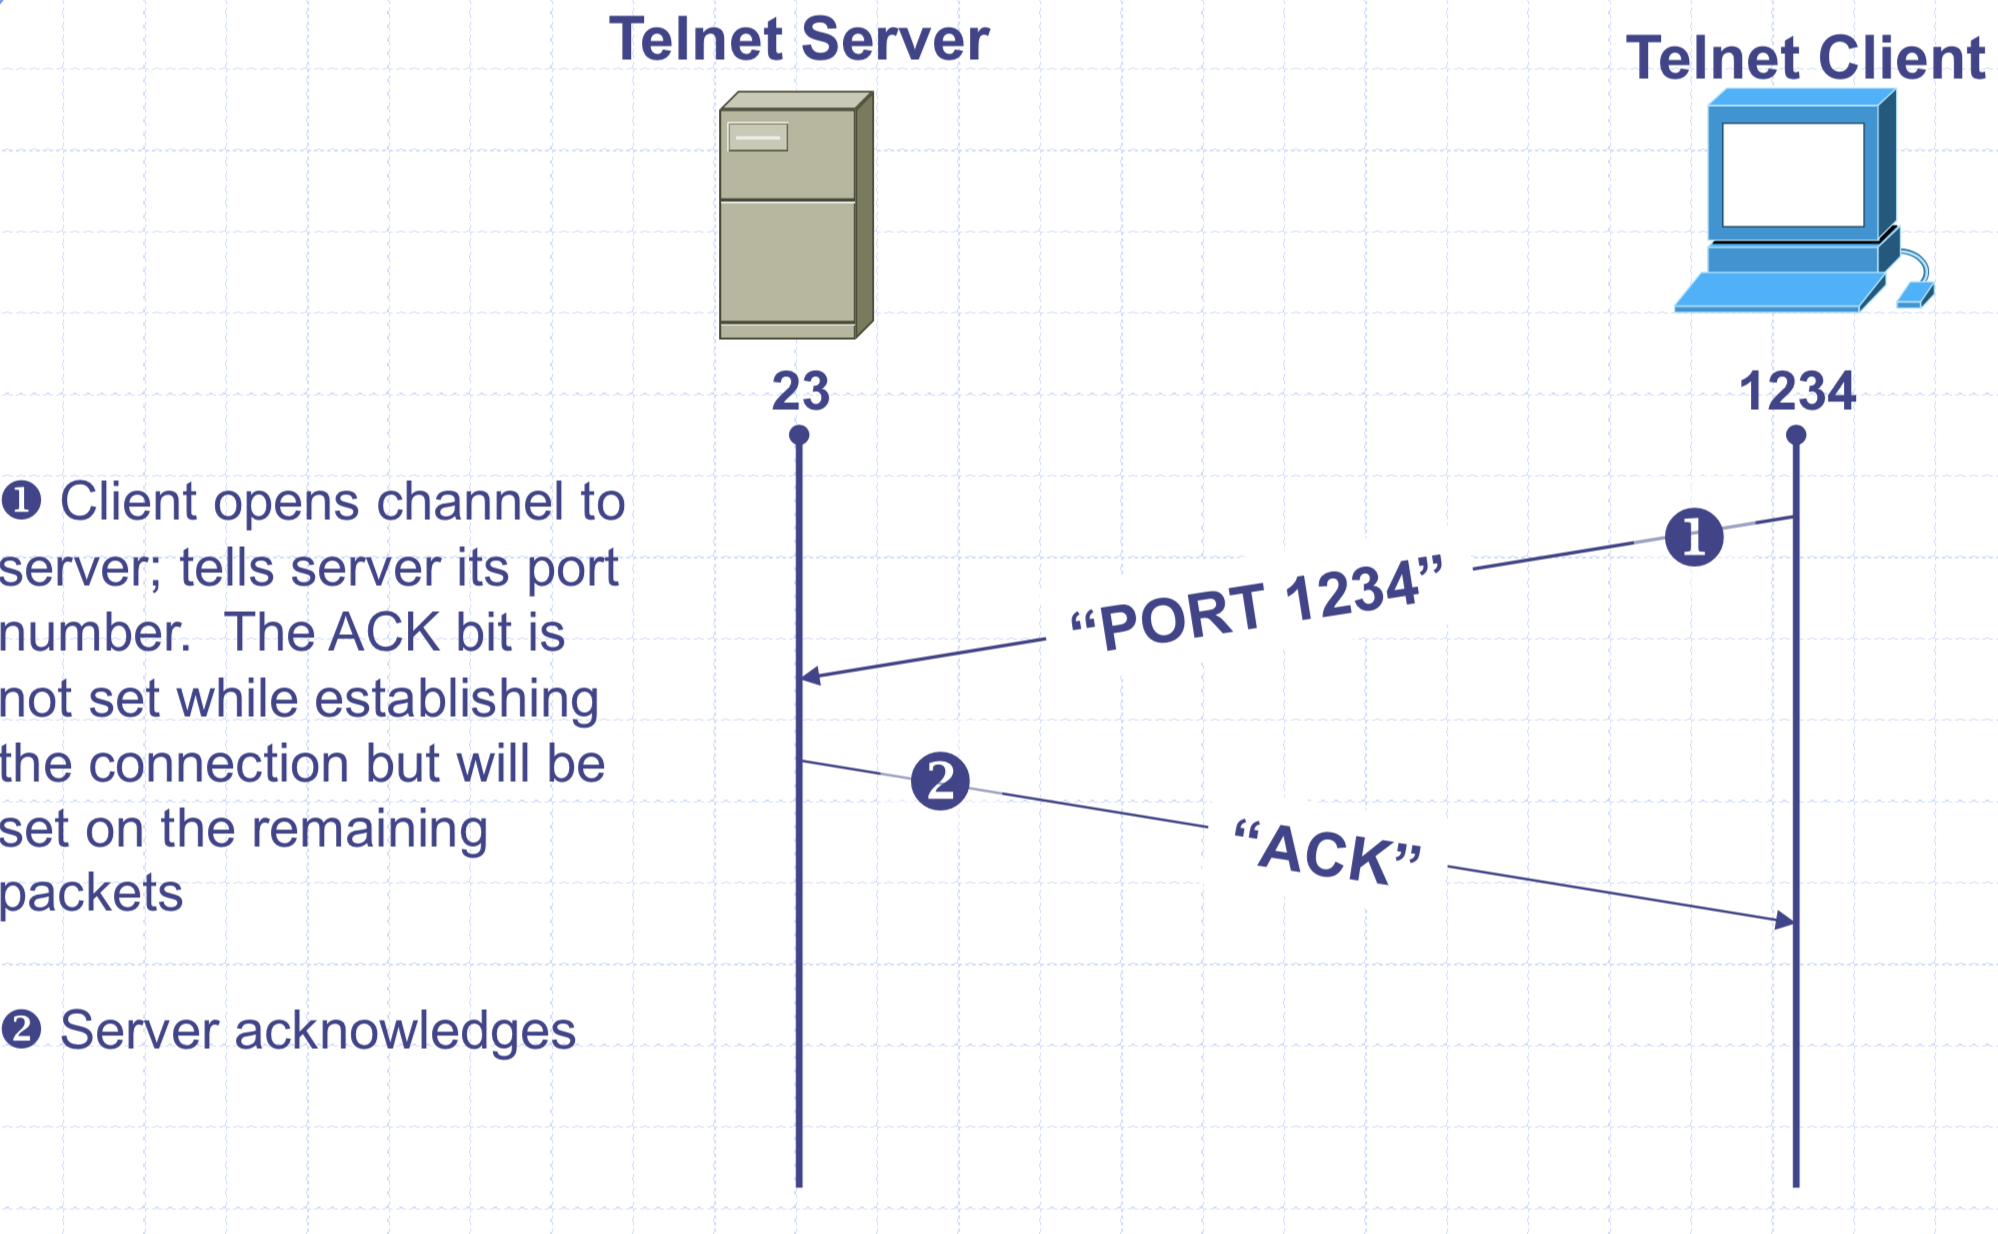 Telnet Server
Telnet Client
23
1234
❶ Client opens channel to
server; tells server its port
number.  The ACK bit is
not set while establishing
the connection but will be
set on the remaining
packets
❷ Server acknowledges
❶
“PORT 1234”
❷
“ACK”